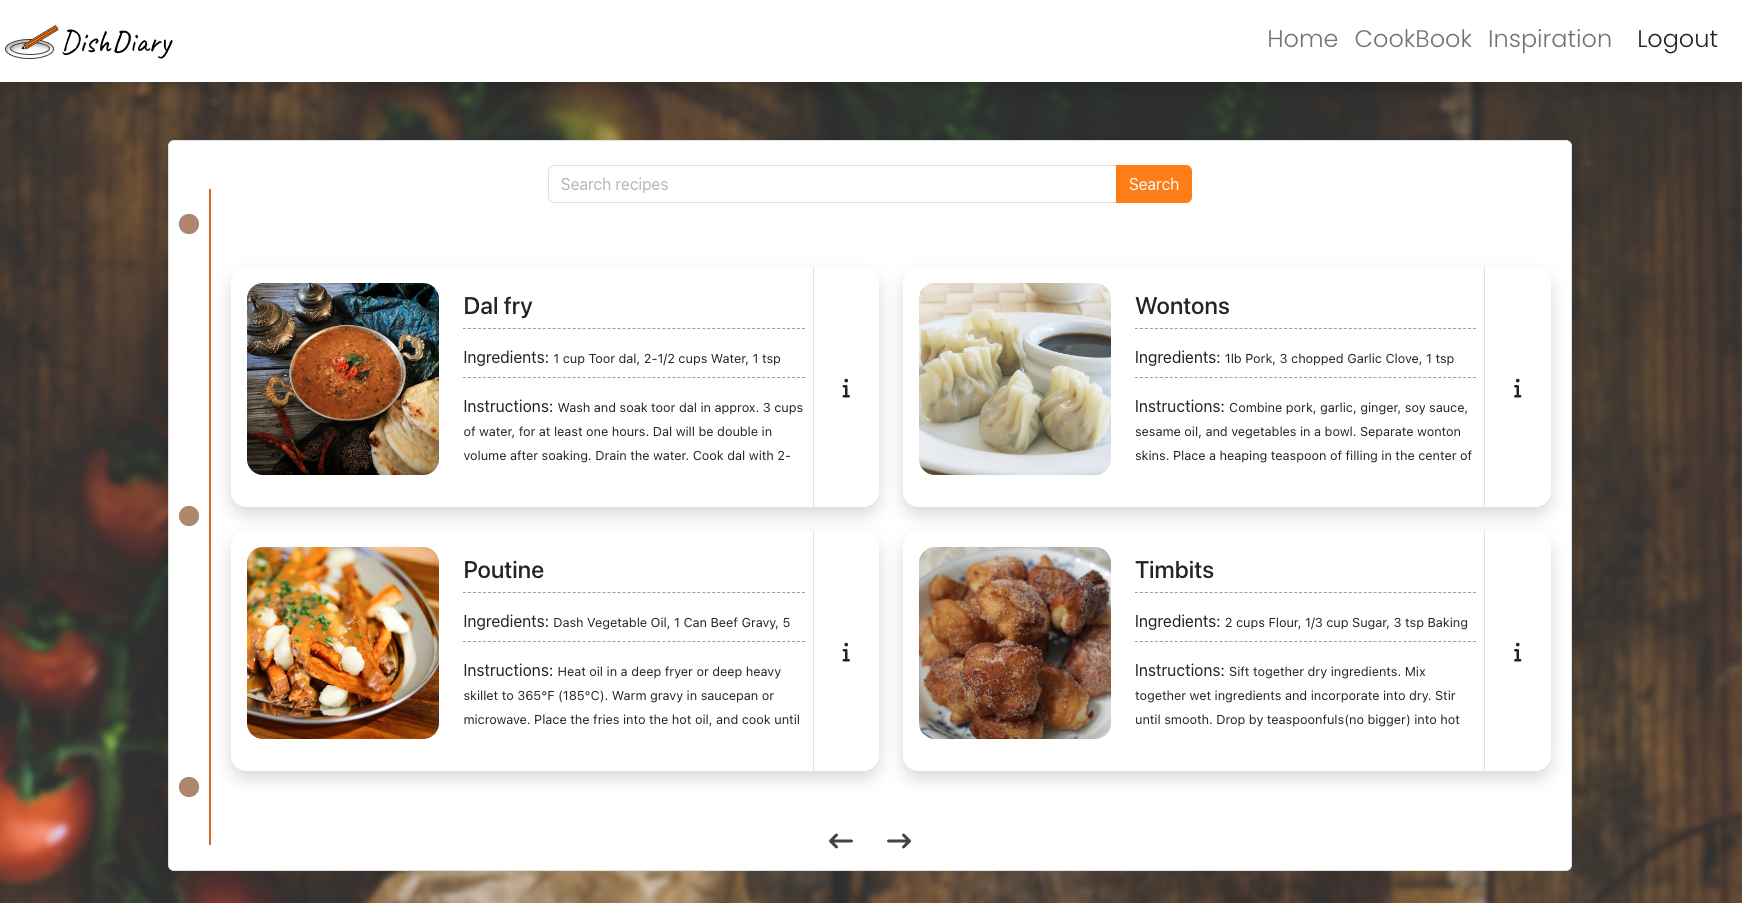 DishDiary
Home CookBook Inspiration Logout
Search recipes Search
Dal fry
Ingredients: 1 cup Toor dal, 2-1/2 cups Water, 1 tsp
Instructions: Wash and soak toor dal in approx. 3 cups
of water, for at least one hours. Dal will be double in
volume after soaking. Drain the water. Cook dal with 2-
Wontons
Ingredients: 1lb Pork, 3 chopped Garlic Clove, 1 tsp
Instructions: Combine pork, garlic, ginger, soy sauce,
sesame oil, and vegetables in a bowl. Separate wonton
skins. Place a heaping teaspoon of filling in the center of
Poutine
Ingredients: Dash Vegetable Oil, 1 Can Beef Gravy, 5
Instructions: Heat oil in a deep fryer or deep heavy
skillet to 365°F (185°C). Warm gravy in saucepan or
microwave. Place the fries into the hot oil, and cook until
Timbits
Ingredients: 2 cups Flour, 1/3 cup Sugar, 3 tsp Baking
Instructions: Sift together dry ingredients. Mix
together wet ingredients and incorporate into dry. Stir
until smooth. Drop by teaspoonfuls(no bigger) into hot